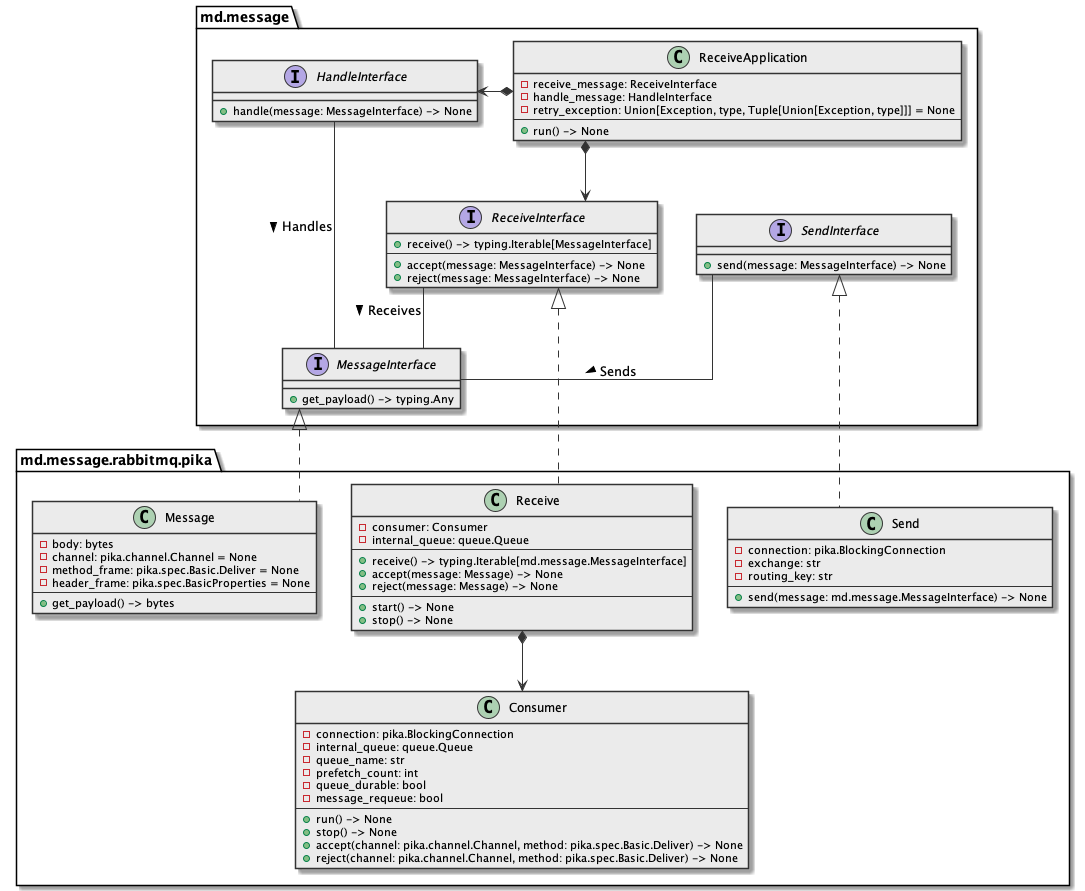 md.message
I HandleInterface
handle(message: MessageInterface) -> None
C ReceiveApplication
receive_message: ReceiveInterface
handle_message: HandleInterface
retry_exception: Union[Exception, type, Tuple[Union[Exception, type]]] = None
run() -> None
Handles
I ReceiveInterface
receive() -> typing.Iterable[MessageInterface]
accept(message: MessageInterface) -> None
reject(message: MessageInterface) -> None
I SendInterface
send(message: MessageInterface) -> None
Receives
I MessageInterface
get_payload() -> typing.Any
Sends
md.message.rabbitmq.pika
C Message
body: bytes
channel: pika.channel.Channel = None
method_frame: pika.spec.Basic.Deliver = None
header_frame: pika.spec.BasicProperties = None
get_payload() -> bytes
C Receive
consumer: Consumer
internal_queue: queue.Queue
receive() -> typing.Iterable[md.message.MessageInterface]
accept(message: Message) -> None
reject(message: Message) -> None
start() -> None
stop() -> None
C Send
connection: pika.BlockingConnection
exchange: str
routing_key: str
send(message: md.message.MessageInterface) -> None
C Consumer
connection: pika.BlockingConnection
internal_queue: queue.Queue
queue_name: str
prefetch_count: int
queue_durable: bool
message_requeue: bool
run() -> None
stop() -> None
accept(channel: pika.channel.Channel, method: pika.spec.Basic.Deliver) -> None
reject(channel: pika.channel.Channel, method: pika.spec.Basic.Deliver) -> None